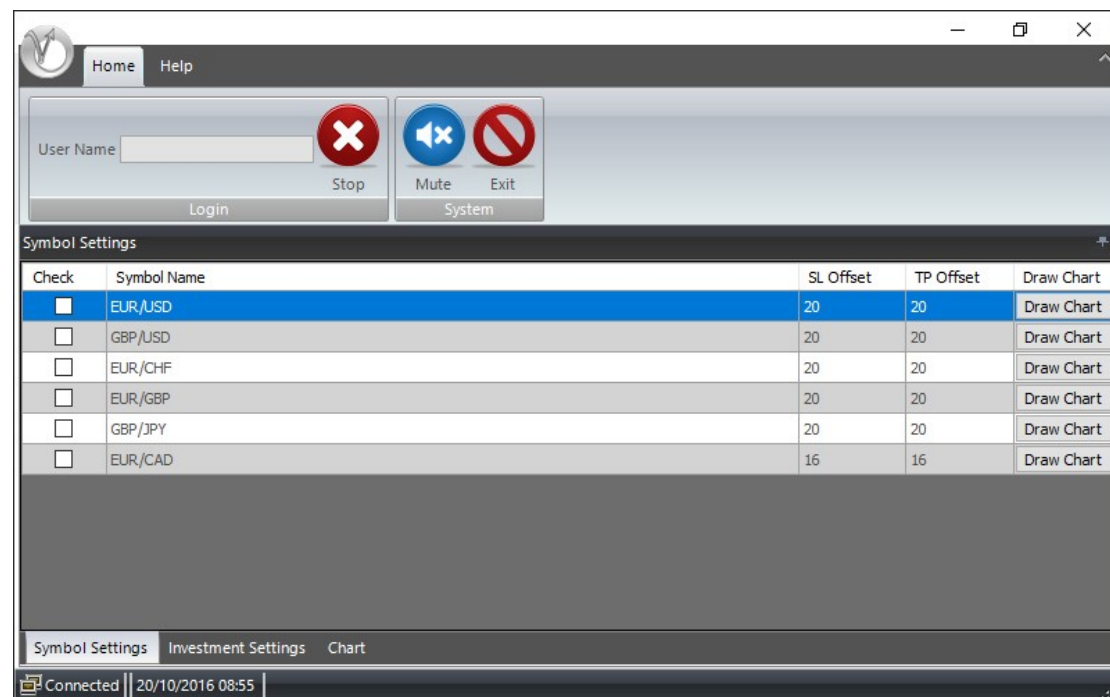 Home Help
User Name
Stop Mute Exit
Login System
Symbol Settings
Check Symbol Name SL Offset TP Offset Draw Chart
EUR/USD 20 20 Draw Chart
GBP/USD 20 20 Draw Chart
EUR/CHF 20 20 Draw Chart
EUR/GBP 20 20 Draw Chart
GBP/JPY 20 20 Draw Chart
EUR/CAD 16 16 Draw Chart
Symbol Settings Investment Settings Chart
Connected 20/10/2016 08:55